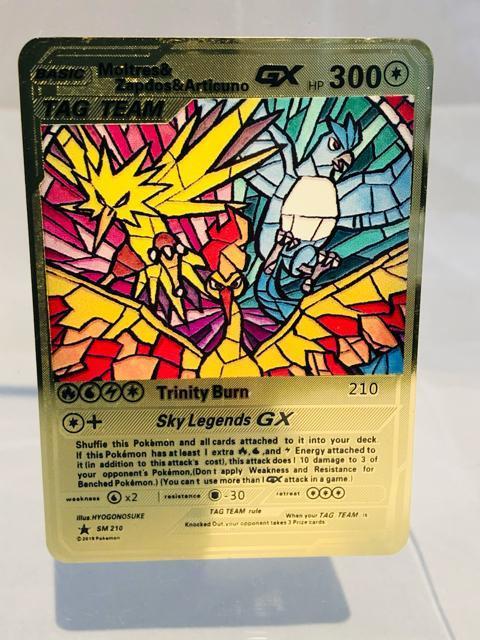 BASIC Moltres&
Zapdos&Articuno GX HP 300
TAG TEAM
Trinity Burn 210
+ Sky Legends GX
Shuffle this Pokémon and all cards attached to it into your deck.
If this Pokémon has at least 1 extra , , and Energy attached to
it (in addition to this attack's cost), this attack does 1 10 damage to 3 of
your opponent's Pokémon.(Don't apply Weakness and Resistance for
Benched Pokémon.) (You can't use more than 1 GX attack in a game.)
weakness x2 resistance -30 retreat
Illus.HYOGONOSUKE TAG TEAM rule When your TAG TEAM is
Knocked Out, your opponent takes 3 Prize cards.
SM 210
©2019 Pokémon